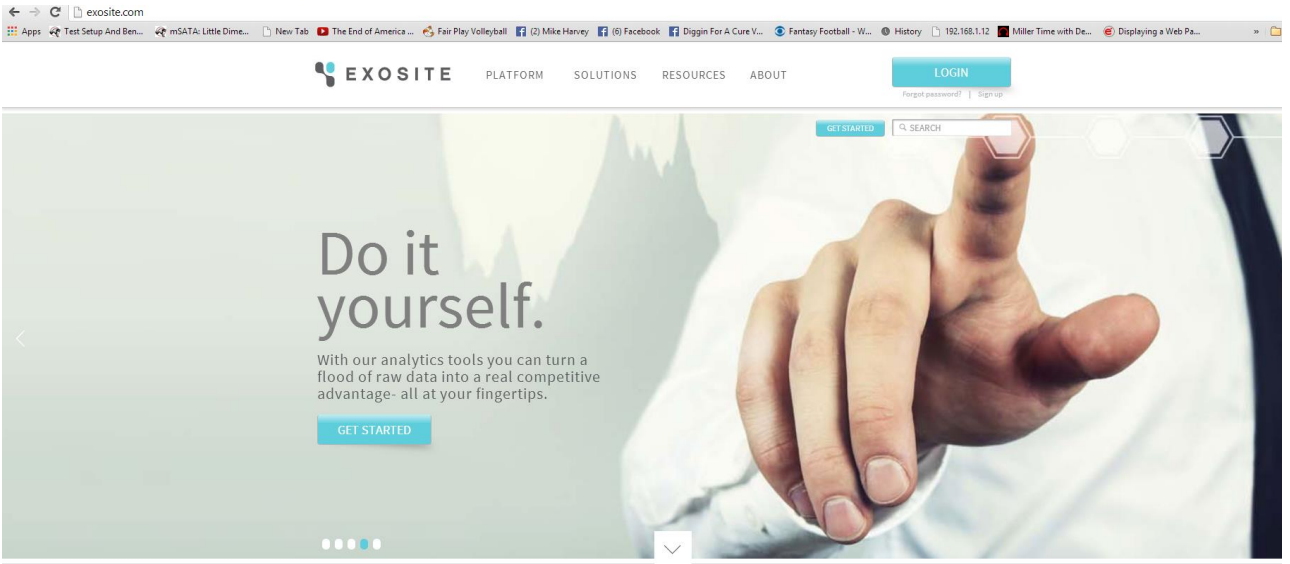 exosite.com
Apps Test Setup And Ben... mSATA: Little Dime... New Tab The End of America ... Fair Play Volleyball (2) Mike Harvey (6) Facebook Diggin For A Cure V... Fantasy Football - W... History 192.168.1.12 Miller Time with De... Displaying a Web Pa... »
EXOSITE PLATFORM SOLUTIONS RESOURCES ABOUT LOGIN
Forgot password? | Sign up
GET STARTED SEARCH
Do it
yourself.
With our analytics tools you can turn a
flood of raw data into a real competitive
advantage- all at your fingertips.
GET STARTED